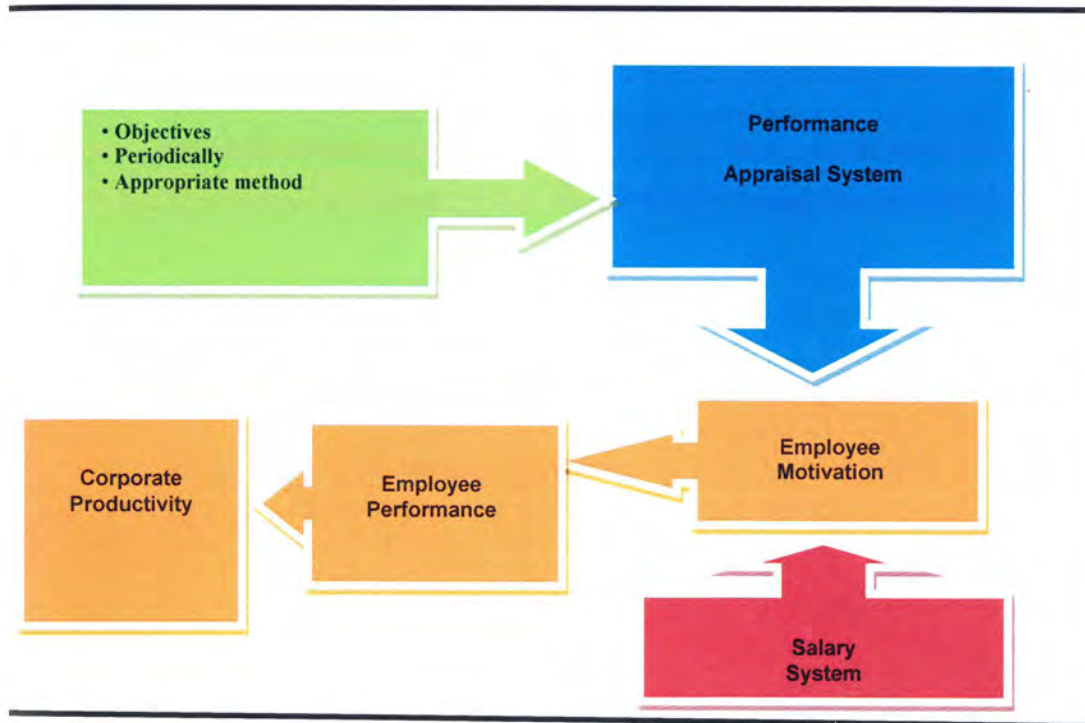 • Objectives
• Periodically
• Appropriate method
Performance
Appraisal System
Employee
Motivation
Employee
Performance
Corporate
Productivity
Salary
System